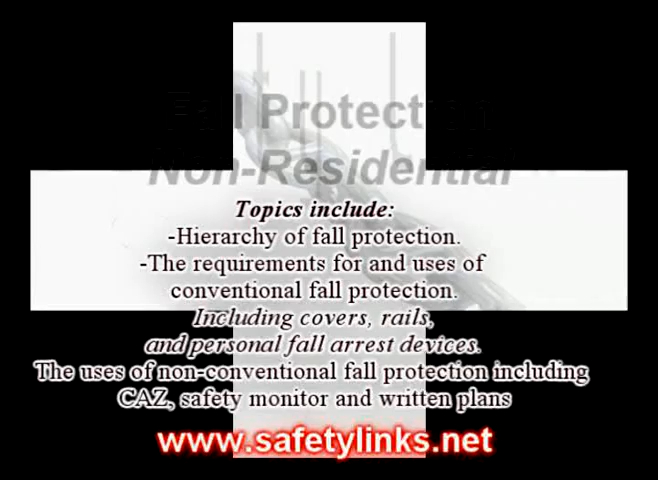 Fall Protection
Non-Residential
Topics include:
-Hierarchy of fall protection.
-The requirements for and uses of
conventional fall protection.
Including covers, rails,
and personal fall arrest devices.
The uses of non-conventional fall protection including
CAZ, safety monitor and written plans
www.safetylinks.net